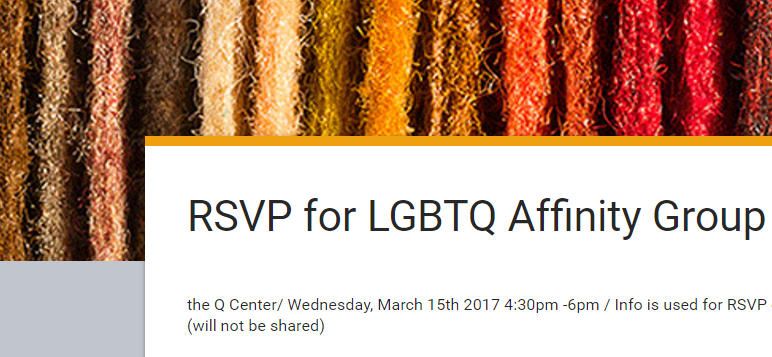 RSVP for LGBTQ Affinity Group
the Q Center/ Wednesday, March 15th 2017 4:30pm -6pm / Info is used for RSVP
(will not be shared)